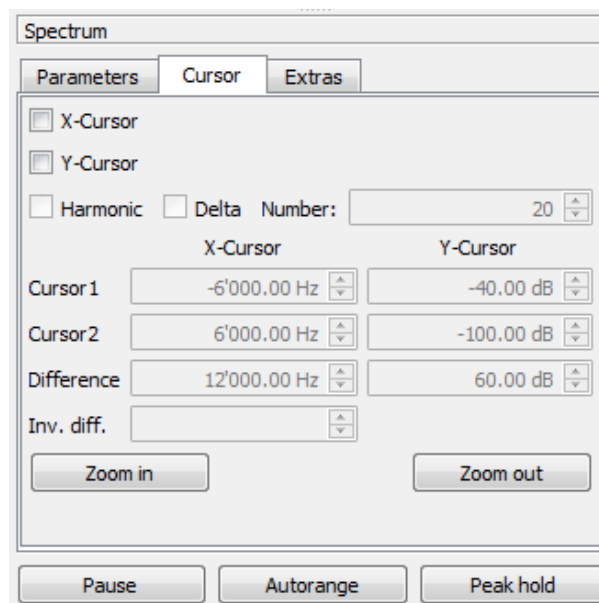 Spectrum
Parameters Cursor Extras
X-Cursor
Y-Cursor
Harmonic Delta Number: 20
X-Cursor Y-Cursor
Cursor1 -6'000.00 Hz -40.00 dB
Cursor2 6'000.00 Hz -100.00 dB
Difference 12'000.00 Hz 60.00 dB
Inv. diff.
Zoom in Zoom out
Pause Autorange Peak hold